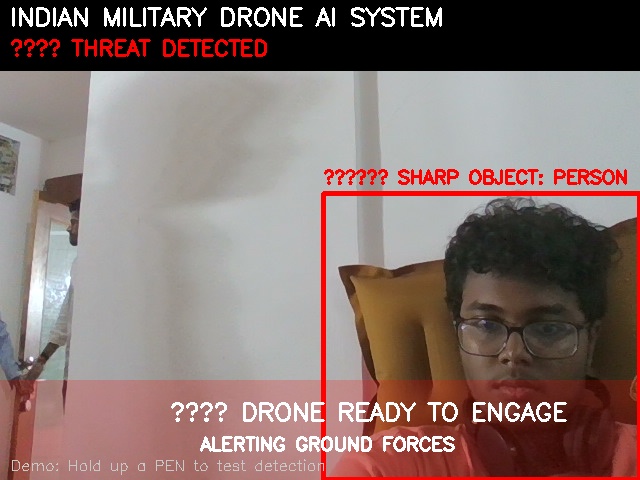 INDIAN MILITARY DRONE AI SYSTEM
???? THREAT DETECTED
?????? SHARP OBJECT: PERSON
???? DRONE READY TO ENGAGE
ALERTING GROUND FORCES
Demo: Hold up a PEN to test detection